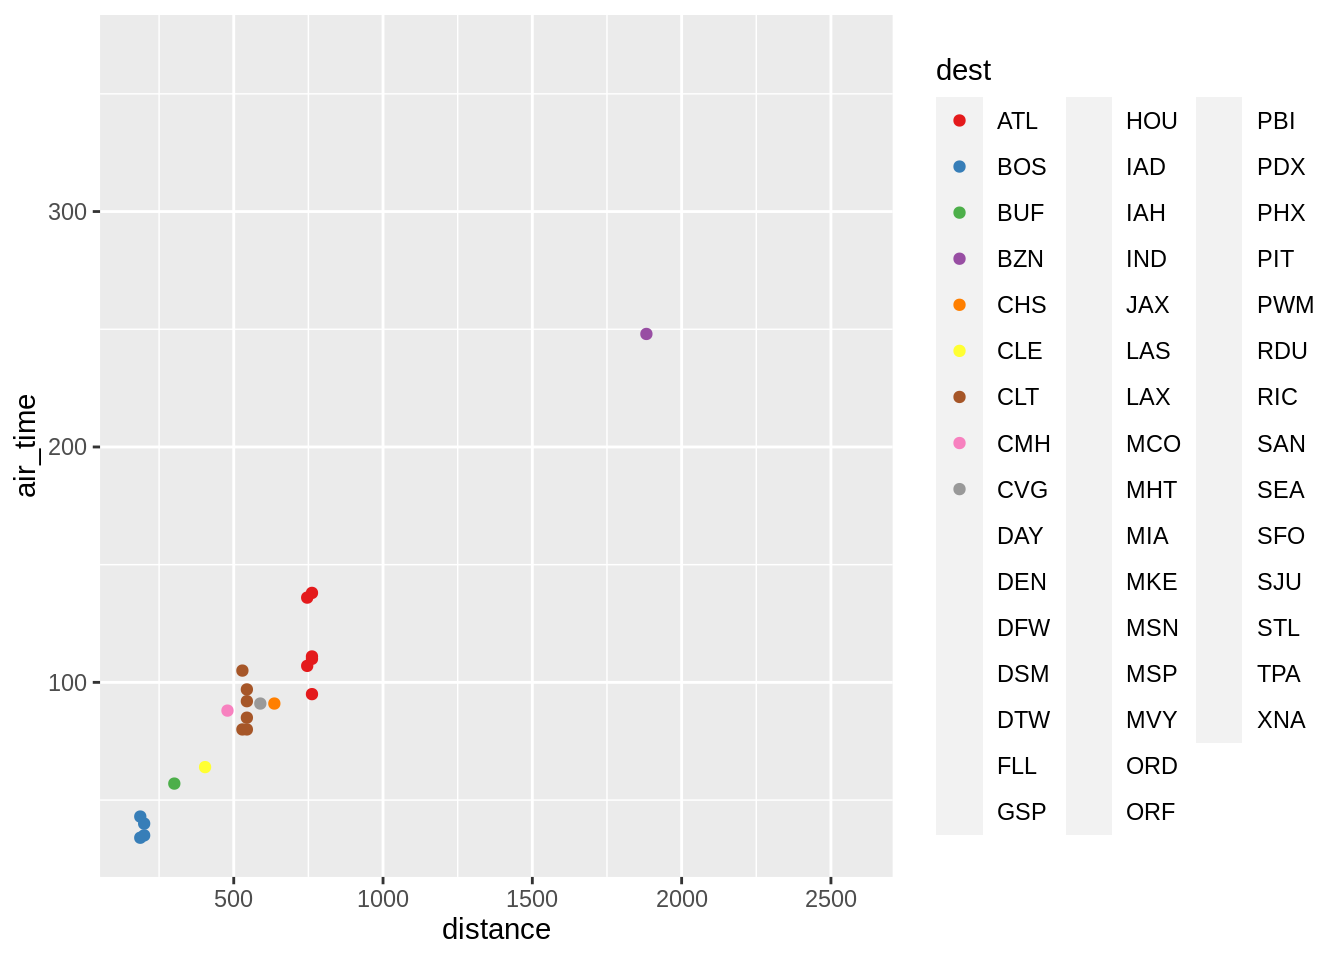 air_time
300
200
100
500
1000
1500
2000
2500
distance
dest
ATL
BOS
BUF
BZN
CHS
CLE
CLT
CMH
CVG
DAY
DEN
DFW
DSM
DTW
FLL
GSP
HOU
IAD
IAH
IND
JAX
LAS
LAX
MCO
MHT
MIA
MKE
MSN
MSP
MVY
ORD
ORF
PBI
PDX
PHX
PIT
PWM
RDU
RIC
SAN
SEA
SFO
SJU
STL
TPA
XNA